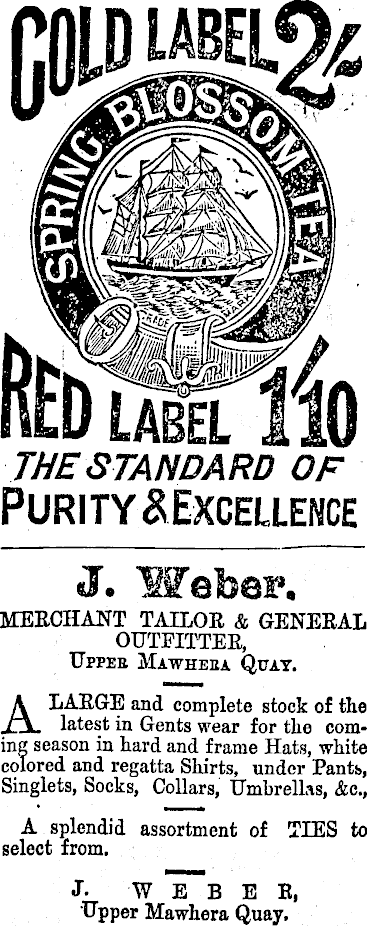 GOLD LABEL 2/-
SPRING BLOSSOM TEA
TRADE MARK
RED LABEL 1/10
THE STANDARD OF
PURITY & EXCELLENCE
J. Weber,
MERCHANT TAILOR & GENERAL
OUTFITTER,
UPPER MAWHERA QUAY.
A LARGE and complete stock of the
latest in Gents wear for the com-
ing season in hard and frame Hats, white
colored and regatta Shirts, under Pants,
Singlets, Socks, Collars, Umbrellas, &c.,
A splendid assortment of TIES to
select from.
J. WEBER,
Upper Mawhera Quay.